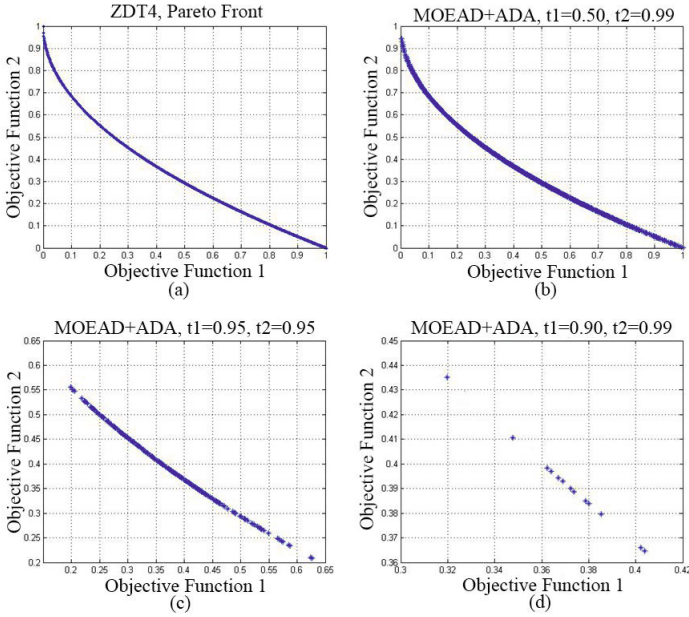 ZDT4, Pareto Front
1
0.9
0.8
0.7
0.6
0.5
0.4
0.3
0.2
0.1
0
Objective Function 2
0 0.1 0.2 0.3 0.4 0.5 0.6 0.7 0.8 0.9 1
Objective Function 1
(a)
MOEAD+ADA, t1=0.50, t2=0.99
1
0.9
0.8
0.7
0.6
0.5
0.4
0.3
0.2
0.1
0
Objective Function 2
0 0.1 0.2 0.3 0.4 0.5 0.6 0.7 0.8 0.9 1
Objective Function 1
(b)
MOEAD+ADA, t1=0.95, t2=0.95
0.65
0.6
0.55
0.5
0.45
0.4
0.35
0.3
0.25
0.2
Objective Function 2
0.2 0.25 0.3 0.35 0.4 0.45 0.5 0.55 0.6 0.65
Objective Function 1
(c)
MOEAD+ADA, t1=0.90, t2=0.99
0.45
0.44
0.43
0.42
0.41
0.4
0.39
0.38
0.37
0.36
Objective Function 2
0.3 0.32 0.34 0.36 0.38 0.4 0.42
Objective Function 1
(d)